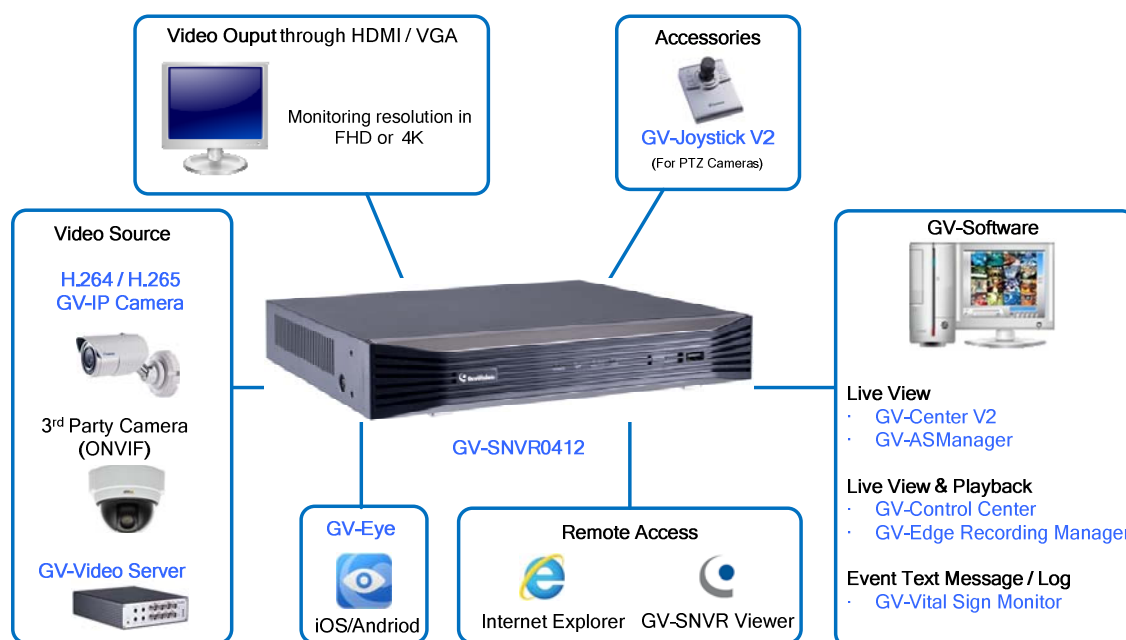 Video Ouput through HDMI / VGA
Monitoring resolution in
FHD or 4K
Accessories
GV-Joystick V2
(For PTZ Cameras)
Video Source
H.264 / H.265
GV-IP Camera
3rd Party Camera
(ONVIF)
GV-Video Server
GeoVision
GV-SNVR0412
GV-Eye
iOS/Andriod
Remote Access
Internet Explorer
GV-SNVR Viewer
GV-Software
Live View
· GV-Center V2
· GV-ASManager
Live View & Playback
· GV-Control Center
· GV-Edge Recording Manager
Event Text Message / Log
· GV-Vital Sign Monitor